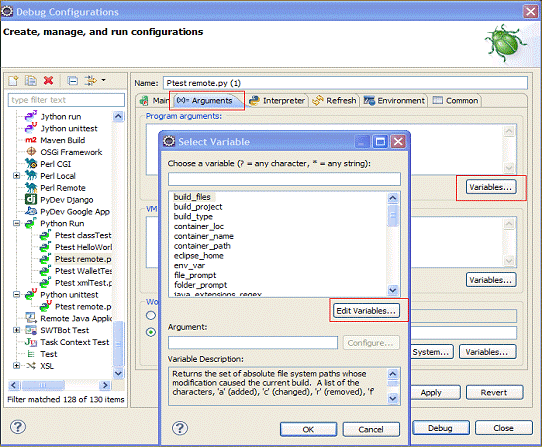 Debug Configurations
Create, manage, and run configurations
type filter text
Jython run
Jython unittest
Maven Build
OSGi Framework
Perl CGI
Perl Local
Perl Remote
PyDev Django
PyDev Google App
Python Run
Ptest classTest
Ptest HelloWorl
Ptest remote.p
Ptest WalletTes
Ptest xmlTest.p
Python unittest
Ptest remote.p
Remote Java Applic
SWTBot Test
Task Context Test
Test
XSL
Filter matched 128 of 130 items
Name: Ptest remote.py (1)
Main (x)= Arguments Interpreter Refresh Environment Common
Program arguments:
Variables...
VM
Variables...
Wo
System... Variables...
Apply Revert
Debug Close
Select Variable
Choose a variable (? = any character, * = any string):
build_files
build_project
build_type
container_loc
container_name
container_path
eclipse_home
env_var
file_prompt
folder_prompt
java_extensions_regex
Edit Variables...
Argument:
Configure...
Variable Description:
Returns the set of absolute file system paths whose
modification caused the current build. A list of the
characters, 'a' (added), 'c' (changed), 'r' (removed), 'f'
OK Cancel